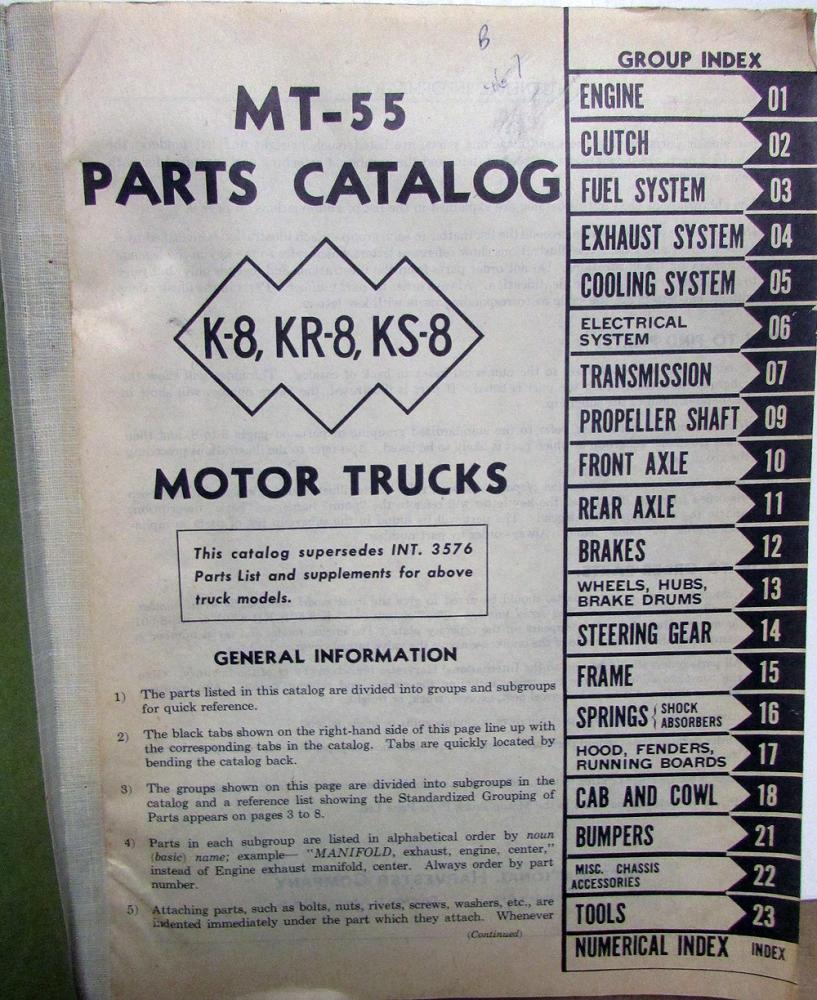 B
MT-55
PARTS CATALOG
K-8, KR-8, KS-8
MOTOR TRUCKS
This catalog supersedes INT. 3576
Parts List and supplements for above
truck models.
GENERAL INFORMATION
1) The parts listed in this catalog are divided into groups and subgroups
for quick reference.
2) The black tabs shown on the right-hand side of this page line up with
the corresponding tabs in the catalog. Tabs are quickly located by
bending the catalog back.
3) The groups shown on this page are divided into subgroups in the
catalog and a reference list showing the Standardized Grouping of
Parts appears on pages 3 to 8.
4) Parts in each subgroup are listed in alphabetical order by noun
(basic) name; example— "MANIFOLD, exhaust, engine, center,"
instead of Engine exhaust manifold, center. Always order by part
number.
5) Attaching parts, such as bolts, nuts, rivets, screws, washers, etc., are
indented immediately under the part which they attach. Whenever
(Continued)
GROUP INDEX
ENGINE 01
CLUTCH 02
FUEL SYSTEM 03
EXHAUST SYSTEM 04
COOLING SYSTEM 05
ELECTRICAL
SYSTEM 06
TRANSMISSION 07
PROPELLER SHAFT 09
FRONT AXLE 10
REAR AXLE 11
BRAKES 12
WHEELS, HUBS,
BRAKE DRUMS 13
STEERING GEAR 14
FRAME 15
SPRINGS { SHOCK
ABSORBERS 16
HOOD, FENDERS,
RUNNING BOARDS 17
CAB AND COWL 18
BUMPERS 21
MISC. CHASSIS
ACCESSORIES 22
TOOLS 23
NUMERICAL INDEX INDEX